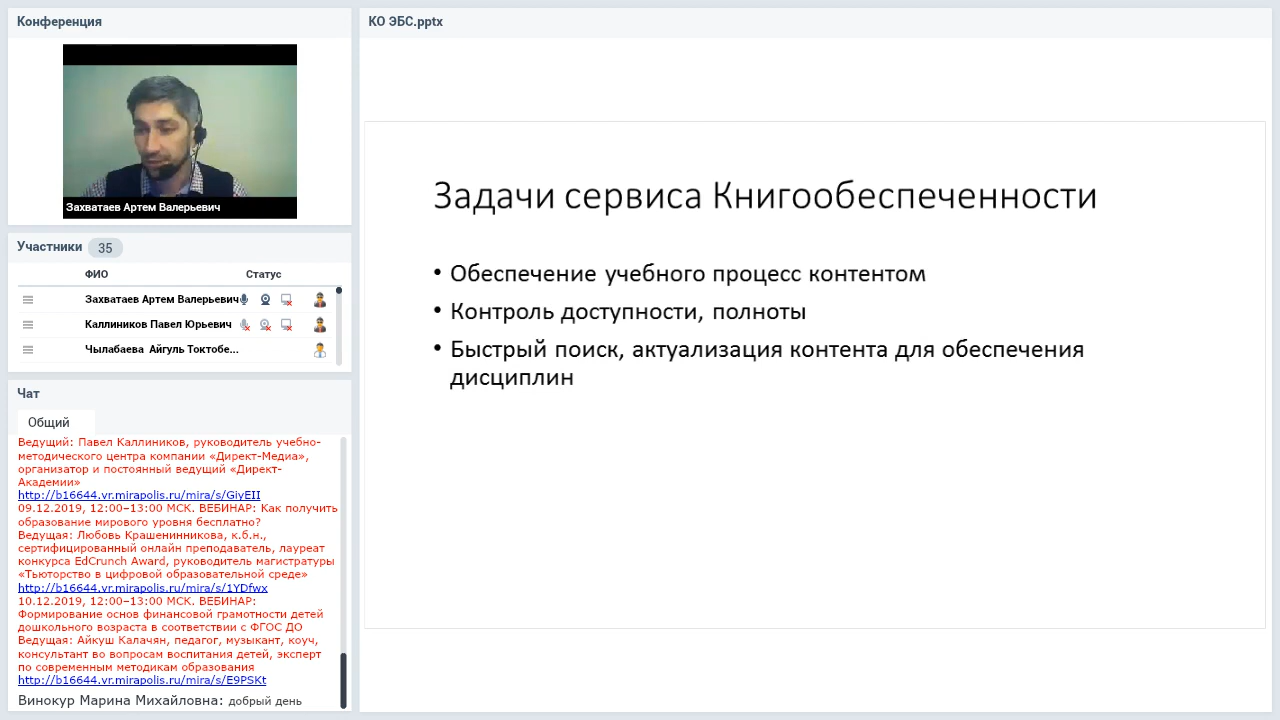 Конференция
Захватаев Артем Валерьевич
Участники 35
ФИО Статус
Захватаев Артем Валерьевич
Каллиников Павел Юрьевич
Чылабаева Айгуль Токтобе...
Чат
Общий
Ведущий: Павел Каллиников, руководитель учебно-
методического центра компании «Директ-Медиа»,
организатор и постоянный ведущий «Директ-
Академии»
http://b16644.vr.mirapolis.ru/mira/s/GiyEII
09.12.2019, 12:00–13:00 МСК. ВЕБИНАР: Как получить
образование мирового уровня бесплатно?
Ведущая: Любовь Крашенинникова, к.б.н.,
сертифицированный онлайн преподаватель, лауреат
конкурса EdCrunch Award, руководитель магистратуры
«Тьюторство в цифровой образовательной среде»
http://b16644.vr.mirapolis.ru/mira/s/1YDfwx
10.12.2019, 12:00–13:00 МСК. ВЕБИНАР:
Формирование основ финансовой грамотности детей
дошкольного возраста в соответствии с ФГОС ДО
Ведущая: Айкуш Калачян, педагог, музыкант, коуч,
консультант во вопросам воспитания детей, эксперт
по современным методикам образования
http://b16644.vr.mirapolis.ru/mira/s/E9PSKt
Винокур Марина Михайловна: добрый день
КО ЭБС.pptx
Задачи сервиса Книгообеспеченности
• Обеспечение учебного процесс контентом
• Контроль доступности, полноты
• Быстрый поиск, актуализация контента для обеспечения
дисциплин